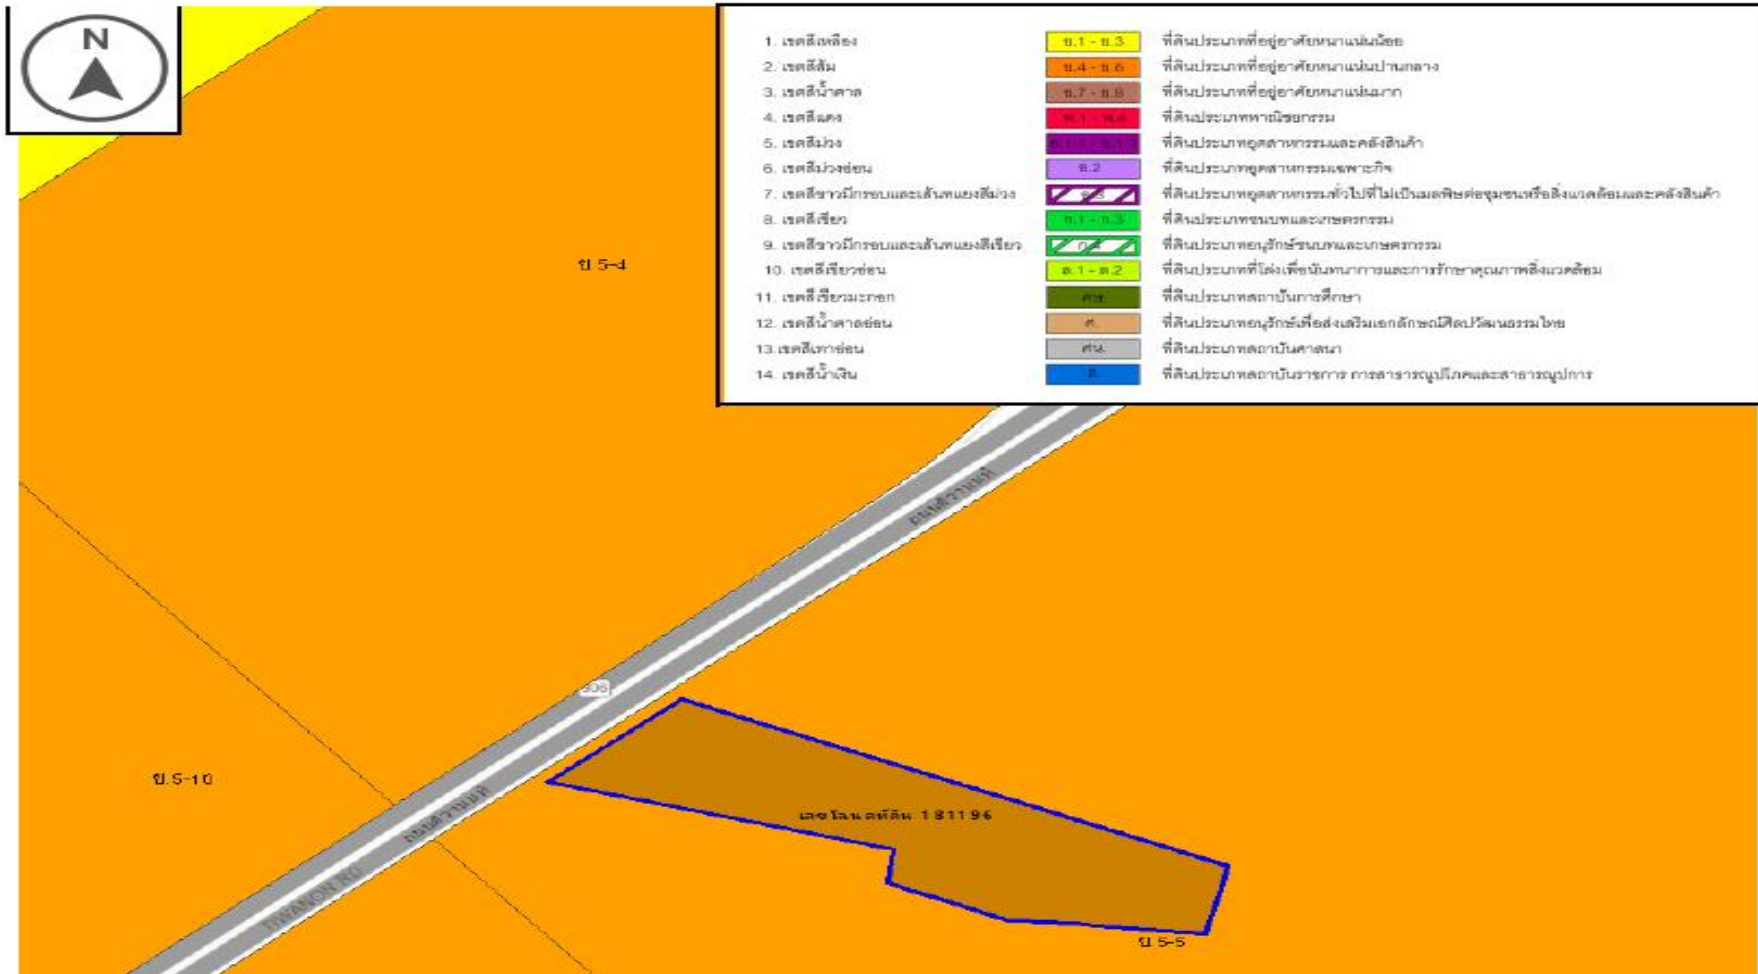 N
1. เขตสีเหลือง ย.1 - ย.3 ที่ดินประเภทที่อยู่อาศัยหนาแน่นน้อย
2. เขตสีส้ม ย.4 - ย.6 ที่ดินประเภทที่อยู่อาศัยหนาแน่นปานกลาง
3. เขตสีน้ำตาล ย.7 - ย.8 ที่ดินประเภทที่อยู่อาศัยหนาแน่นมาก
4. เขตสีแดง ที่ดินประเภทพาณิชยกรรม
5. เขตสีม่วง ที่ดินประเภทอุตสาหกรรมและคลังสินค้า
6. เขตสีม่วงอ่อน อ.2 ที่ดินประเภทอุตสาหกรรมเฉพาะกิจ
7. เขตสีขาวมีกรอบและเส้นทแยงสีม่วง ที่ดินประเภทอุตสาหกรรมทั่วไปที่ไม่เป็นมลพิษต่อชุมชนหรือสิ่งแวดล้อมและคลังสินค้า
8. เขตสีเขียว ก.1 - ก.3 ที่ดินประเภทชนบทและเกษตรกรรม
9. เขตสีขาวมีกรอบและเส้นทแยงสีเขียว ที่ดินประเภทอนุรักษ์ชนบทและเกษตรกรรม
10. เขตสีเขียวอ่อน ล.1 - ล.2 ที่ดินประเภทที่โล่งเพื่อนันทนาการและการรักษาคุณภาพสิ่งแวดล้อม
11. เขตสีเขียวมะกอก ศษ. ที่ดินประเภทสถาบันการศึกษา
12. เขตสีน้ำตาลอ่อน ศ. ที่ดินประเภทอนุรักษ์เพื่อส่งเสริมเอกลักษณ์ศิลปวัฒนธรรมไทย
13.เขตสีเทาอ่อน ศน. ที่ดินประเภทสถาบันศาสนา
14. เขตสีน้ำเงิน ส. ที่ดินประเภทสถาบันราชการ การสาธารณูปโภคและสาธารณูปการ
ย.5-4
ถนนติวานนท์
306
ย.5-10
ถนนติวานนท์
เลขโฉนดที่ดิน 181196
TIWANON RD
ย.5-5